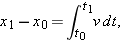 x₁ − x₀ = ∫_{t₀}^{t₁} v dt,